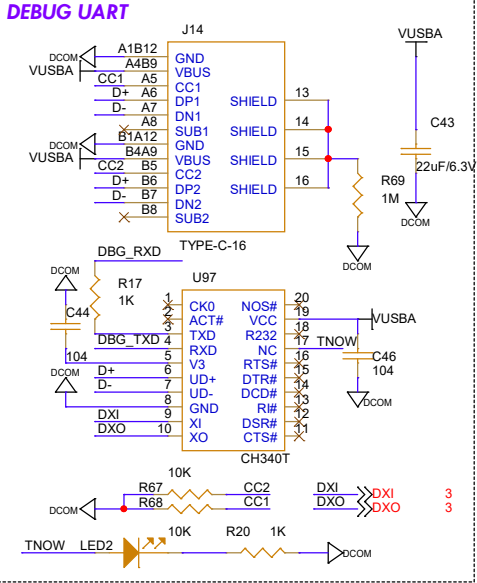 DEBUG UART
J14
VUSBA
DCOM A1B12 GND
VUSBA A4B9 VBUS
CC1 A5 CC1
D+ A6 DP1 SHIELD 13
D- A7 DN1
A8 SUB1 SHIELD 14
DCOM B1A12 GND
VUSBA B4A9 VBUS SHIELD 15
CC2 B5 CC2
D+ B6 DP2 SHIELD 16
D- B7 DN2
B8 SUB2
TYPE-C-16
C43
22uF/6.3V
DCOM
R69
1M
DCOM
DBG_RXD
DCOM
U97
R17
1K
C44
104
1 CK0 NOS# 20
2 ACT# VCC 19 VUSBA
3 TXD R232 18
DBG_TXD 4 RXD NC 17 TNOW
5 V3 RTS# 16
D+ 6 UD+ DTR# 15
D- 7 UD- DCD# 14
8 GND RI# 13
DXI 9 XI DSR# 12
DXO 10 XO CTS# 11
DCOM
C46
104
DCOM
CH340T
10K
R67 CC2 DXI DXI 3
DCOM R68 CC1 DXO DXO 3
10K R20 1K
TNOW LED2 DCOM